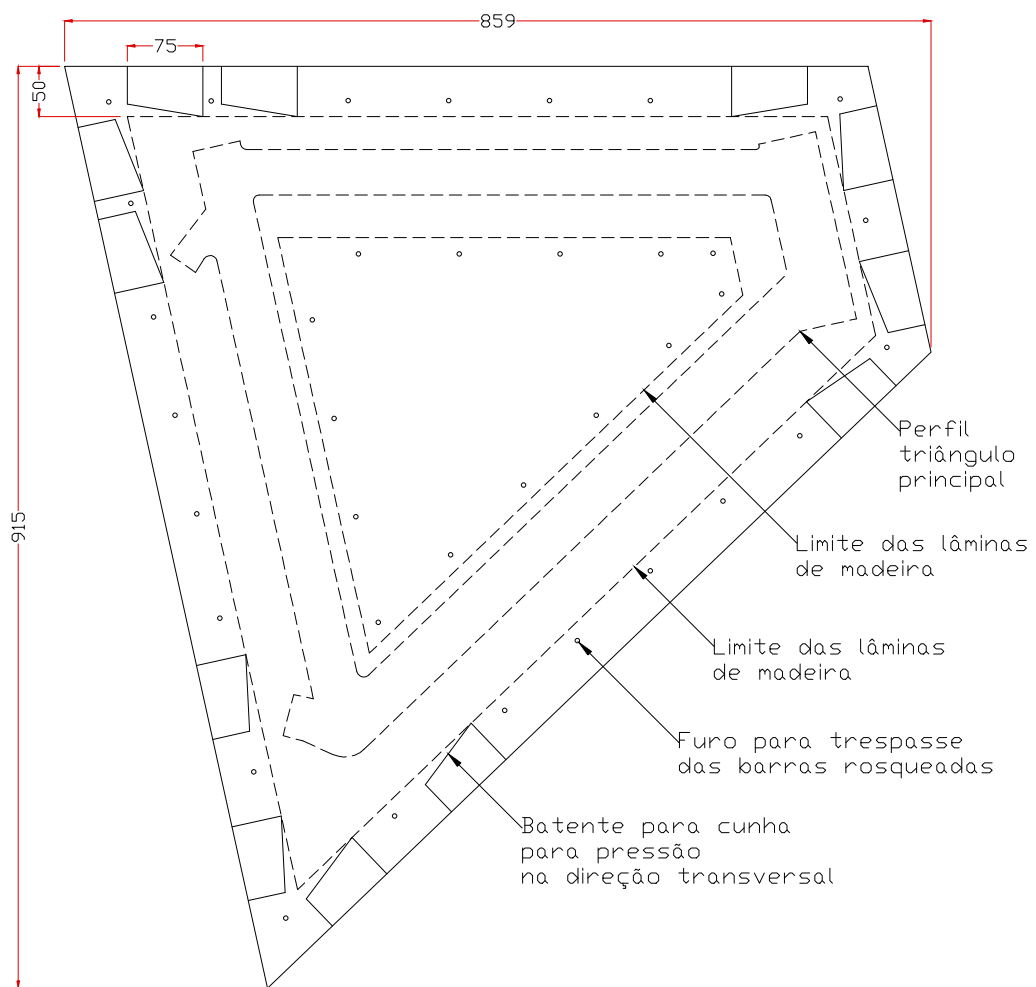 859
75
50
915
Perfil
triângulo
principal
Limite das lâminas
de madeira
Limite das lâminas
de madeira
Furo para trespasse
das barras rosqueadas
Batente para cunha
para pressão
na direção transversal